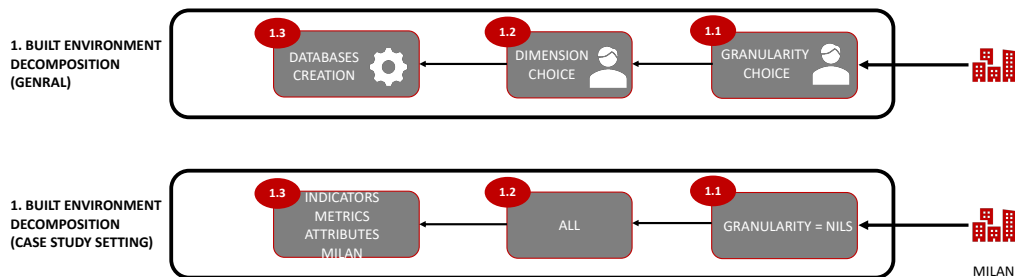 1.3
1.2
1.1
1. BUILT ENVIRONMENT
DECOMPOSITION
(GENRAL)
DATABASES
CREATION
DIMENSION
CHOICE
GRANULARITY
CHOICE
1.3
1.2
1.1
1. BUILT ENVIRONMENT
DECOMPOSITION
(CASE STUDY SETTING)
INDICATORS
METRICS
ATTRIBUTES
MILAN
ALL
GRANULARITY = NILS
MILAN